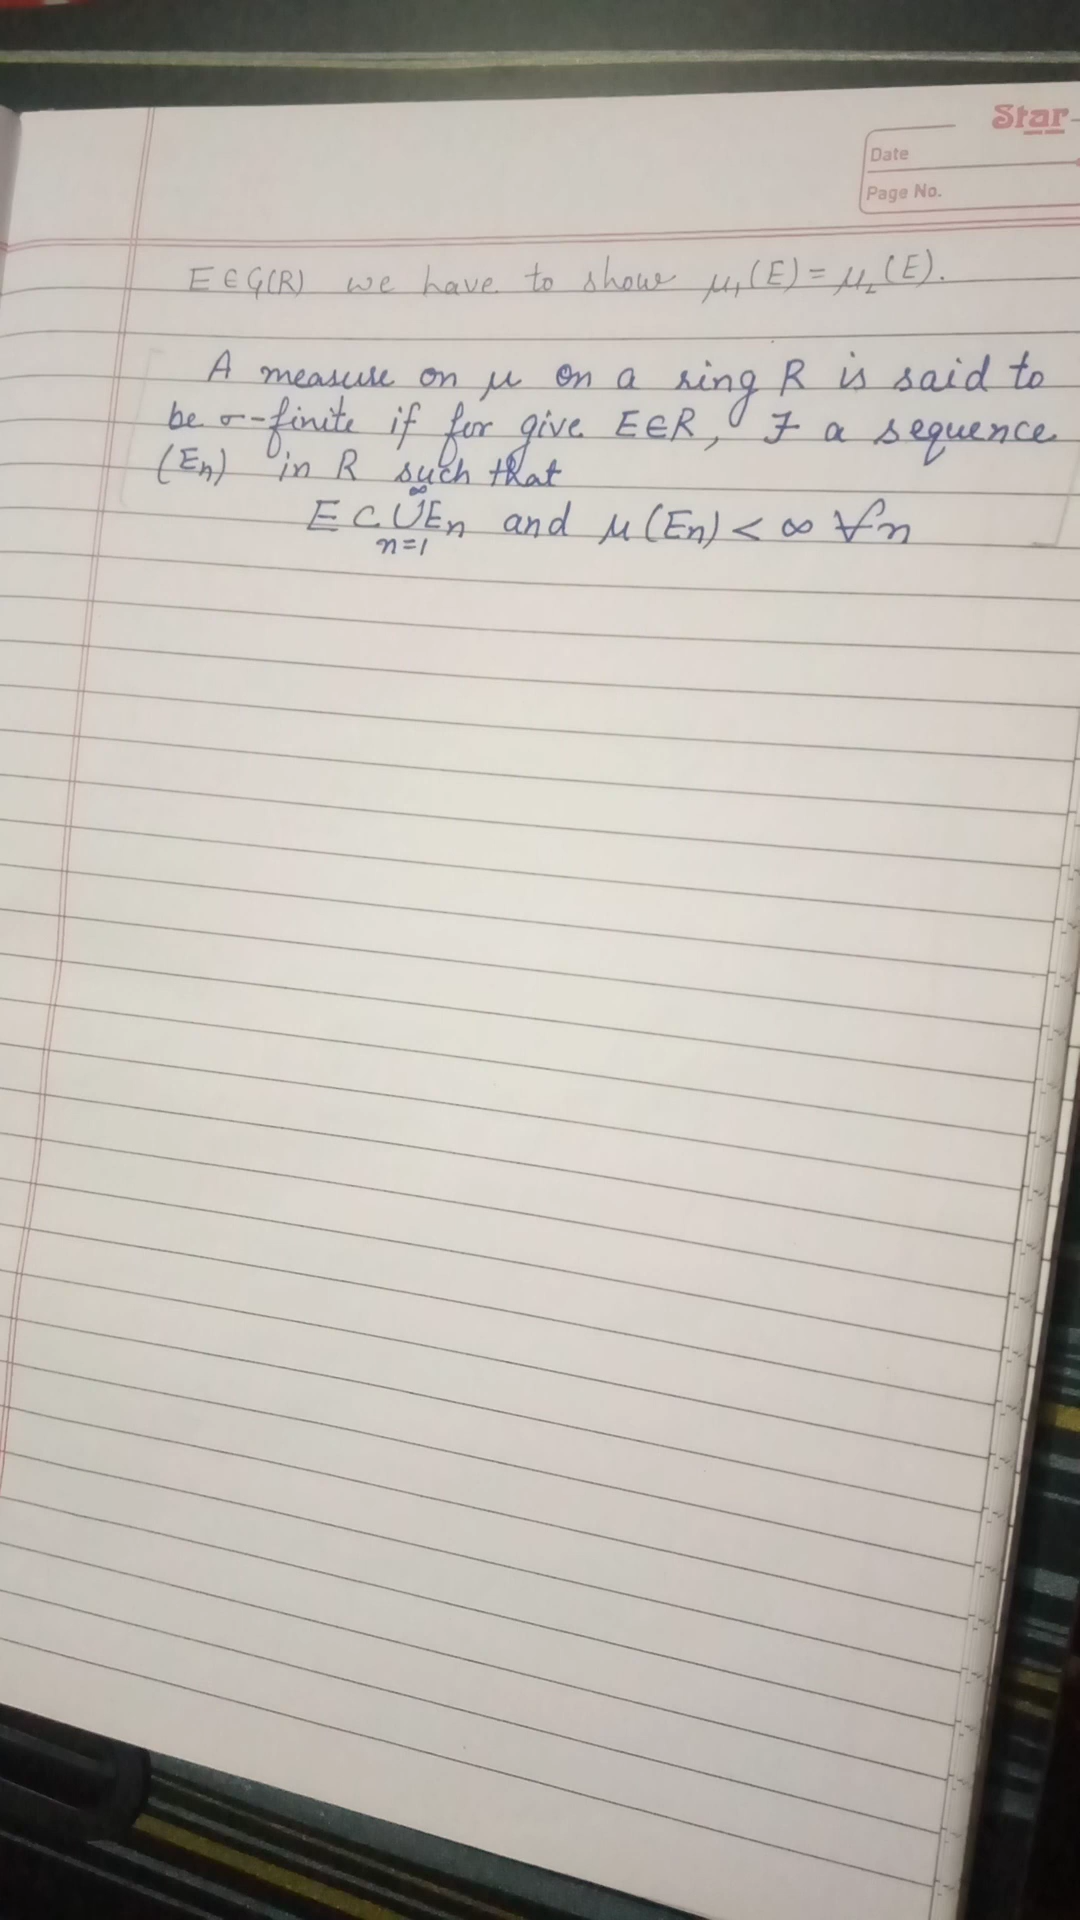 Star
Date
Page No.
E ∈ G(R) we have to show μ₁(E) = μ₂(E).
A measure on μ on a ring R is said to
be σ-finite if for give E∈R, ∃ a sequence
(En) in R such that
E ⊂ ∞∪n=1 En and μ(En) < ∞ ∀n